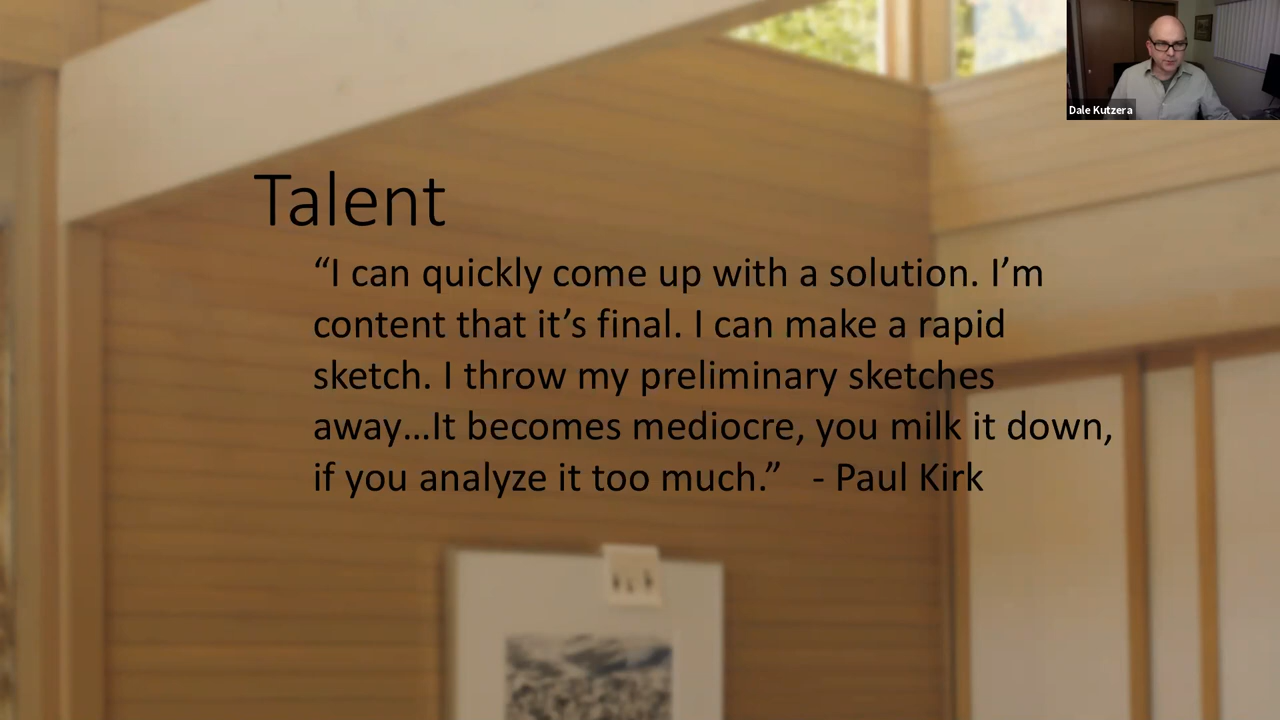 Dale Kutzera
Talent
“I can quickly come up with a solution. I’m
content that it’s final. I can make a rapid
sketch. I throw my preliminary sketches
away…It becomes mediocre, you milk it down,
if you analyze it too much.”   - Paul Kirk